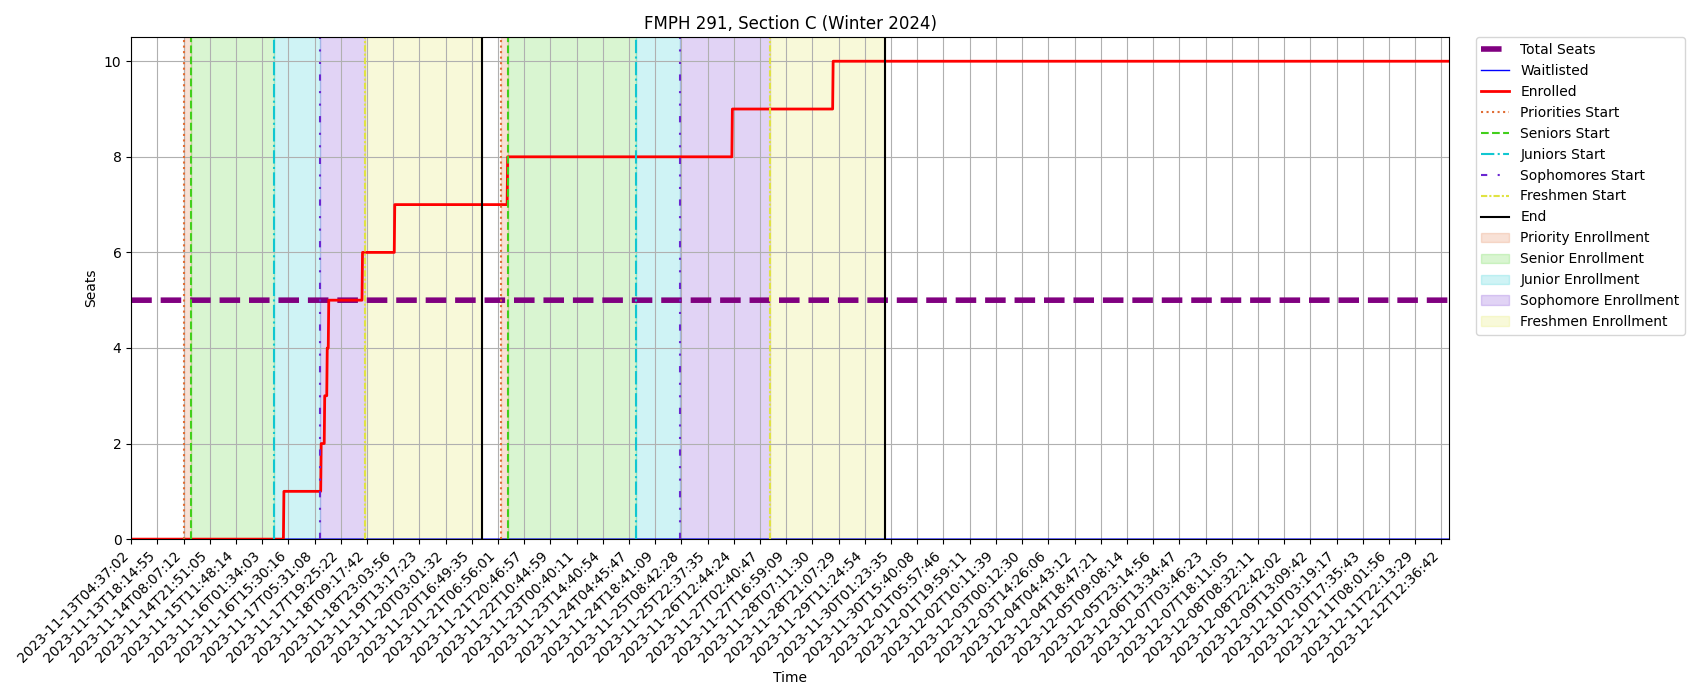 FMPH 291, Section C (Winter 2024)
Seats
10
8
6
4
2
0
2023-11-13T04:37:02
2023-11-13T18:14:55
2023-11-14T08:07:12
2023-11-14T21:51:05
2023-11-15T11:48:14
2023-11-16T01:34:03
2023-11-16T15:30:16
2023-11-17T05:31:08
2023-11-17T19:25:22
2023-11-18T09:17:42
2023-11-18T23:03:56
2023-11-19T13:17:23
2023-11-20T03:01:32
2023-11-20T16:49:35
2023-11-21T06:56:01
2023-11-21T20:46:57
2023-11-22T10:44:59
2023-11-23T00:40:11
2023-11-23T14:40:54
2023-11-24T04:45:47
2023-11-24T18:41:09
2023-11-25T08:42:28
2023-11-25T22:37:35
2023-11-26T12:44:24
2023-11-27T02:40:47
2023-11-27T16:59:09
2023-11-28T07:11:30
2023-11-28T21:07:29
2023-11-29T11:24:54
2023-11-30T01:23:35
2023-11-30T15:40:08
2023-12-01T05:57:46
2023-12-01T19:59:11
2023-12-02T10:11:39
2023-12-03T00:12:30
2023-12-03T14:26:06
2023-12-04T04:43:12
2023-12-04T18:47:21
2023-12-05T09:08:14
2023-12-05T23:14:56
2023-12-06T13:34:47
2023-12-07T03:46:23
2023-12-07T18:11:05
2023-12-08T08:32:11
2023-12-08T22:42:02
2023-12-09T13:09:42
2023-12-10T03:19:17
2023-12-10T17:35:43
2023-12-11T08:01:56
2023-12-11T22:13:29
2023-12-12T12:36:42
Time
Total Seats
Waitlisted
Enrolled
Priorities Start
Seniors Start
Juniors Start
Sophomores Start
Freshmen Start
End
Priority Enrollment
Senior Enrollment
Junior Enrollment
Sophomore Enrollment
Freshmen Enrollment